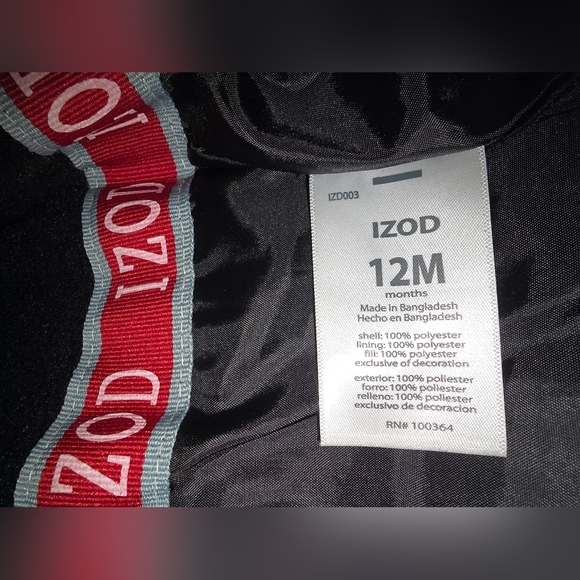 IZOD
IZOD
ZOD
IZD003
IZOD
12M
months
Made in Bangladesh
Hecho en Bangladesh
shell: 100% polyester
lining: 100% polyester
fill: 100% polyester
exclusive of decoration
exterior: 100% poliester
forro: 100% poliester
relleno: 100% poliester
exclusivo de decoracion
RN# 100364